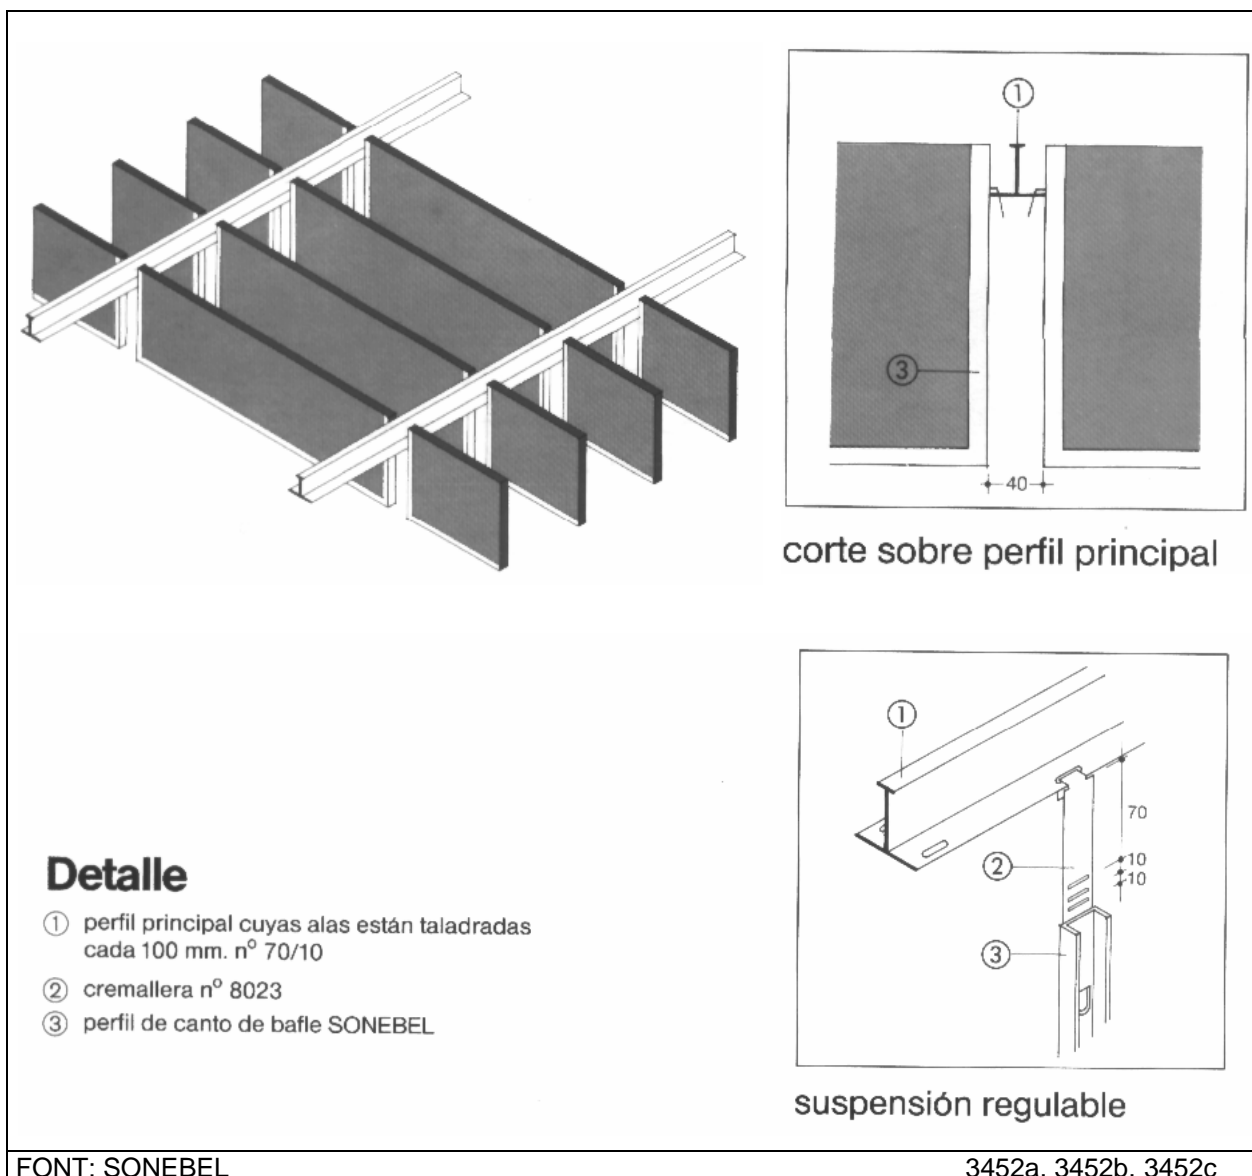 ①
③
40
corte sobre perfil principal
①
70
②
10
10
③
Detalle
① perfil principal cuyas alas están taladradas
cada 100 mm. nº 70/10
② cremallera nº 8023
③ perfil de canto de bafle SONEBEL
suspensión regulable
FONT: SONEBEL 3452a, 3452b, 3452c